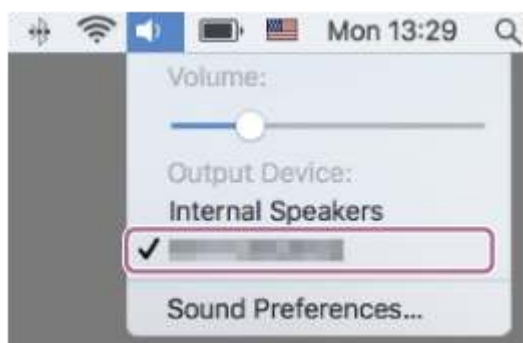 Mon 13:29
Volume:
Output Device:
Internal Speakers
Sound Preferences...